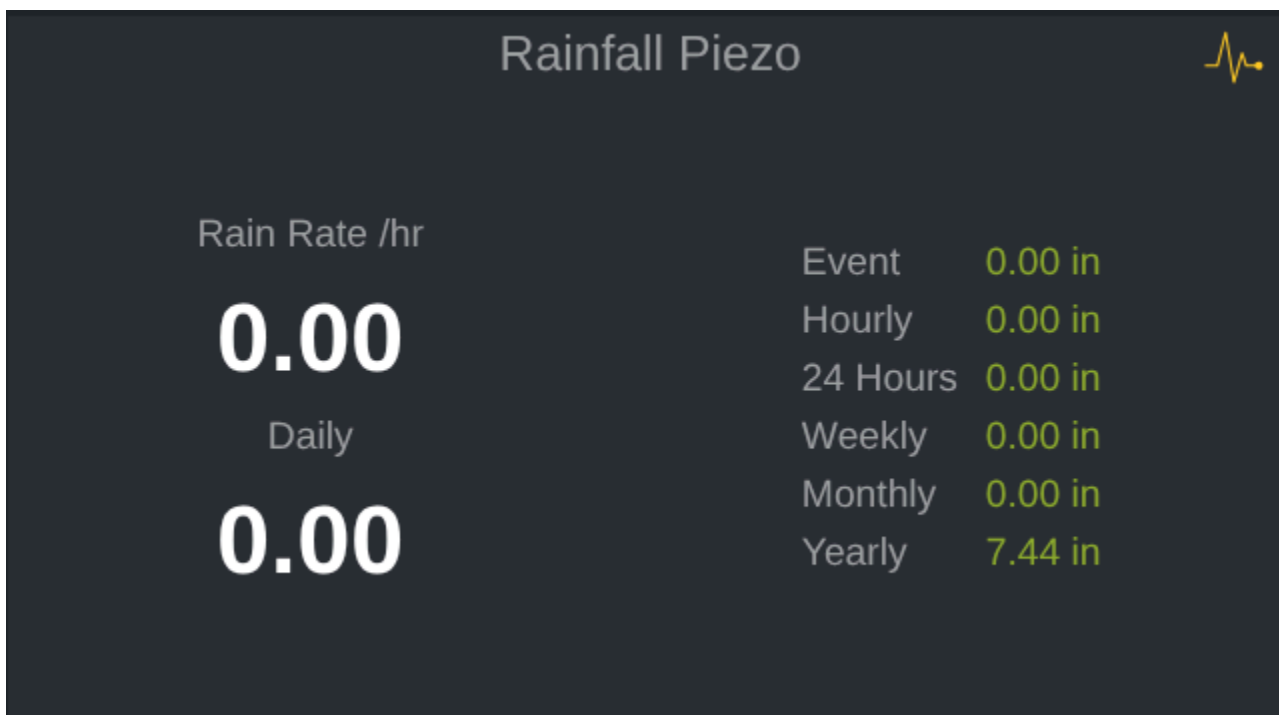 Rainfall Piezo
Rain Rate /hr
0.00
Daily
0.00
Event 0.00 in
Hourly 0.00 in
24 Hours 0.00 in
Weekly 0.00 in
Monthly 0.00 in
Yearly 7.44 in